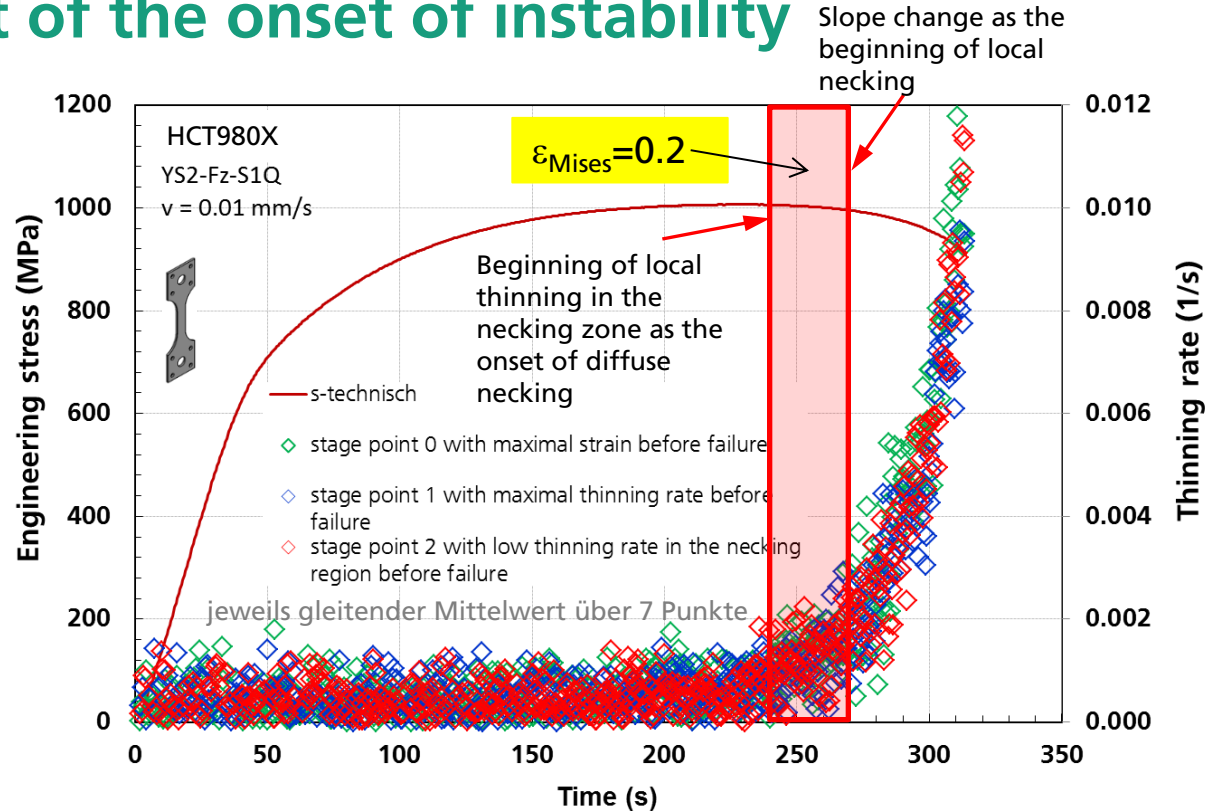 t of the onset of instability
Slope change as the
beginning of local
necking
1200
1000
800
600
400
200
0
Engineering stress (MPa)
HCT980X
YS2-Fz-S1Q
v = 0.01 mm/s
εMises=0.2
Beginning of local
thinning in the
necking zone as the
onset of diffuse
necking
s-technisch
stage point 0 with maximal strain before failure
stage point 1 with maximal thinning rate before
failure
stage point 2 with low thinning rate in the necking
region before failure
jeweils gleitender Mittelwert über 7 Punkte
0.012
0.010
0.008
0.006
0.004
0.002
0.000
Thinning rate (1/s)
0 50 100 150 200 250 300 350
Time (s)